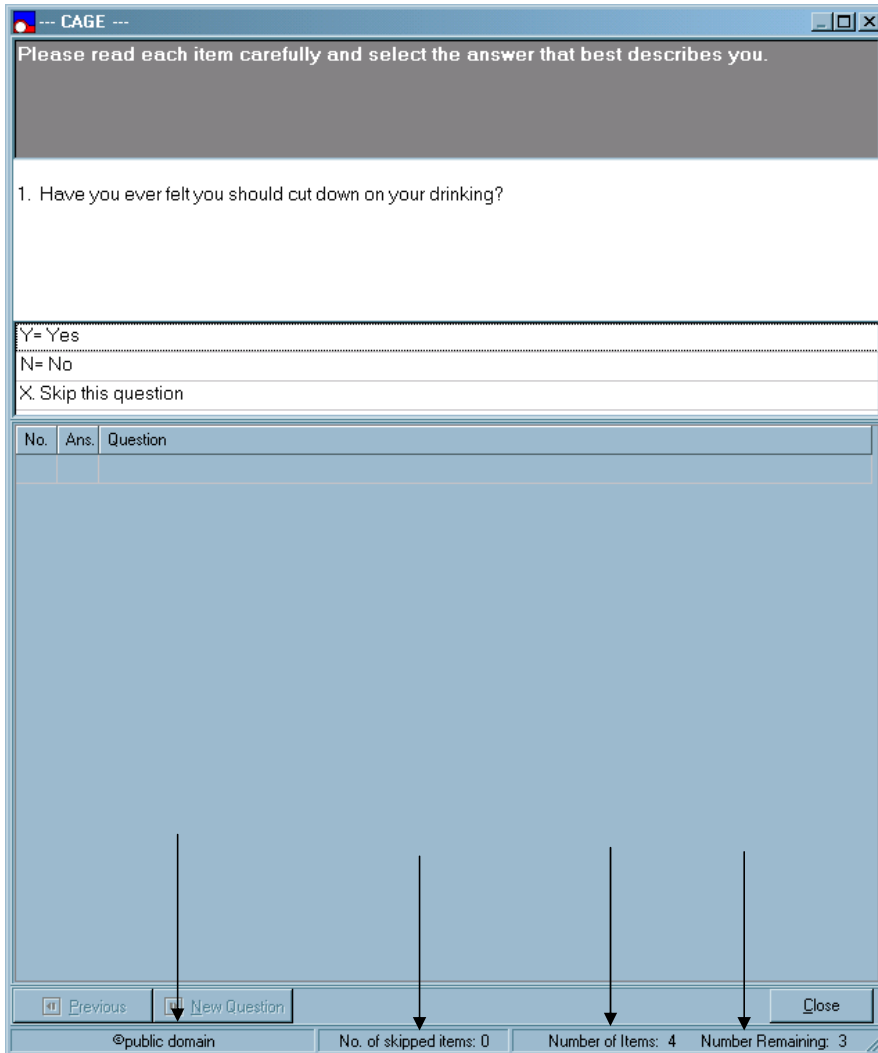 --- CAGE ---
Please read each item carefully and select the answer that best describes you.
1. Have you ever felt you should cut down on your drinking?
Y= Yes
N= No
X. Skip this question
No. Ans. Question
Previous New Question Close
©public domain No. of skipped items: 0 Number of Items: 4 Number Remaining: 3